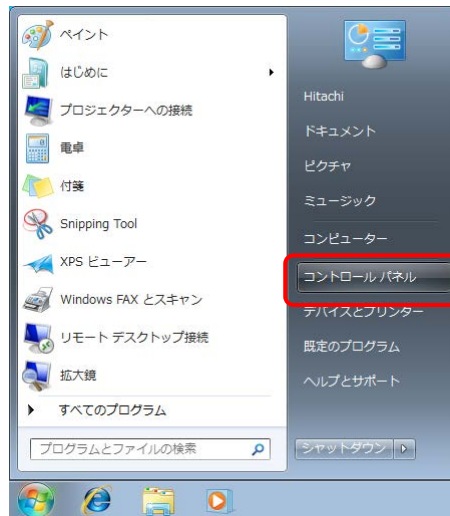 ペイント
はじめに
プロジェクターへの接続
電卓
付箋
Snipping Tool
XPS ビューアー
Windows FAX とスキャン
リモート デスクトップ接続
拡大鏡
すべてのプログラム
プログラムとファイルの検索
Hitachi
ドキュメント
ピクチャ
ミュージック
コンピューター
コントロール パネル
デバイスとプリンター
既定のプログラム
ヘルプとサポート
シャットダウン